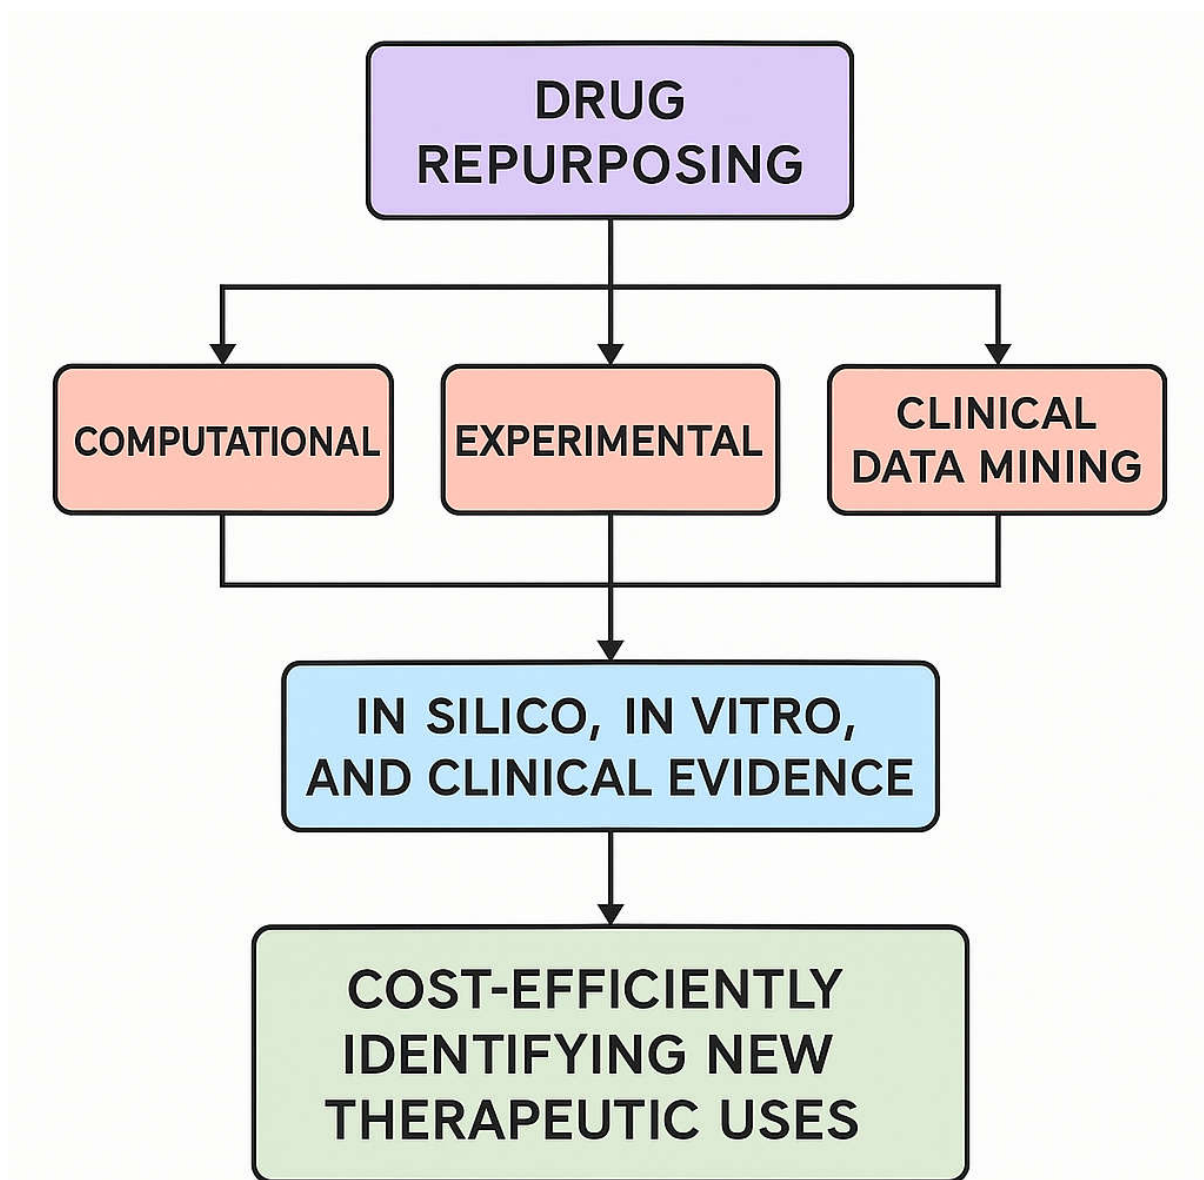 DRUG
REPURPOSING
COMPUTATIONAL
EXPERIMENTAL
CLINICAL
DATA MINING
IN SILICO, IN VITRO,
AND CLINICAL EVIDENCE
COST-EFFICIENTLY
IDENTIFYING NEW
THERAPEUTIC USES